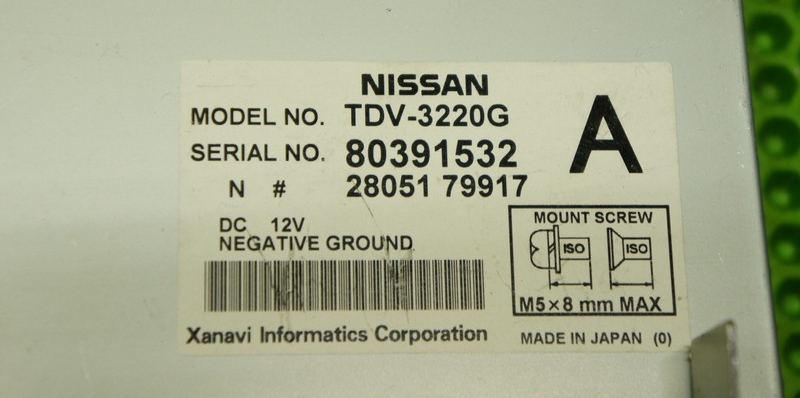 NISSAN
MODEL NO. TDV-3220G
SERIAL NO. 80391532
N # 28051 79917
A
DC 12V
NEGATIVE GROUND
MOUNT SCREW
ISO ISO
M5×8 mm MAX
Xanavi Informatics Corporation
MADE IN JAPAN (0)